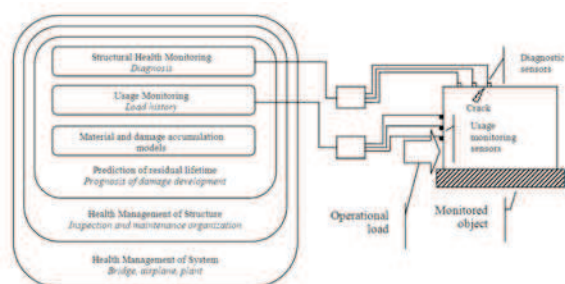 Structural Health Monitoring
Diagnosis
Usage Monitoring
Load history
Material and damage accumulation
models
Prediction of residual lifetime
Prognosis of damage development
Health Management of Structure
Inspection and maintenance organization
Health Management of System
Bridge, airplane, plant
Diagnostic
sensors
Crack
Usage
monitoring
sensors
Operational
load
Monitored
object